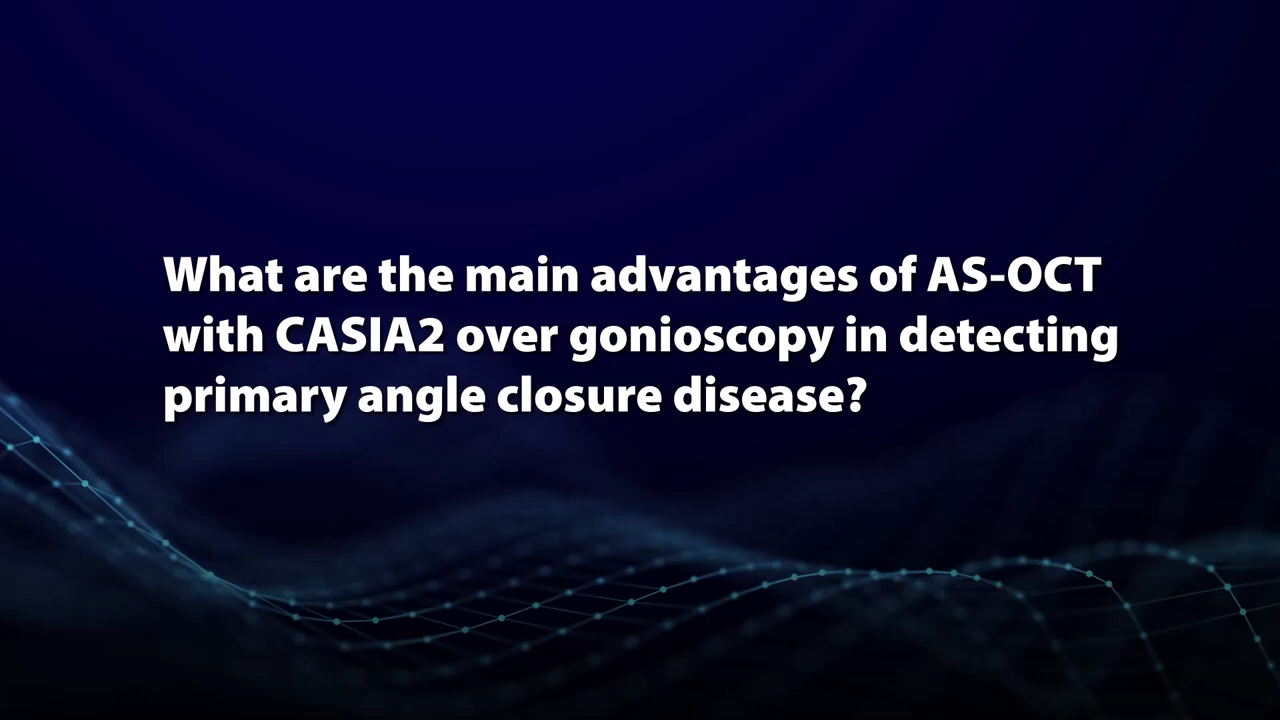 What are the main advantages of AS-OCT
with CASIA2 over gonioscopy in detecting
primary angle closure disease?